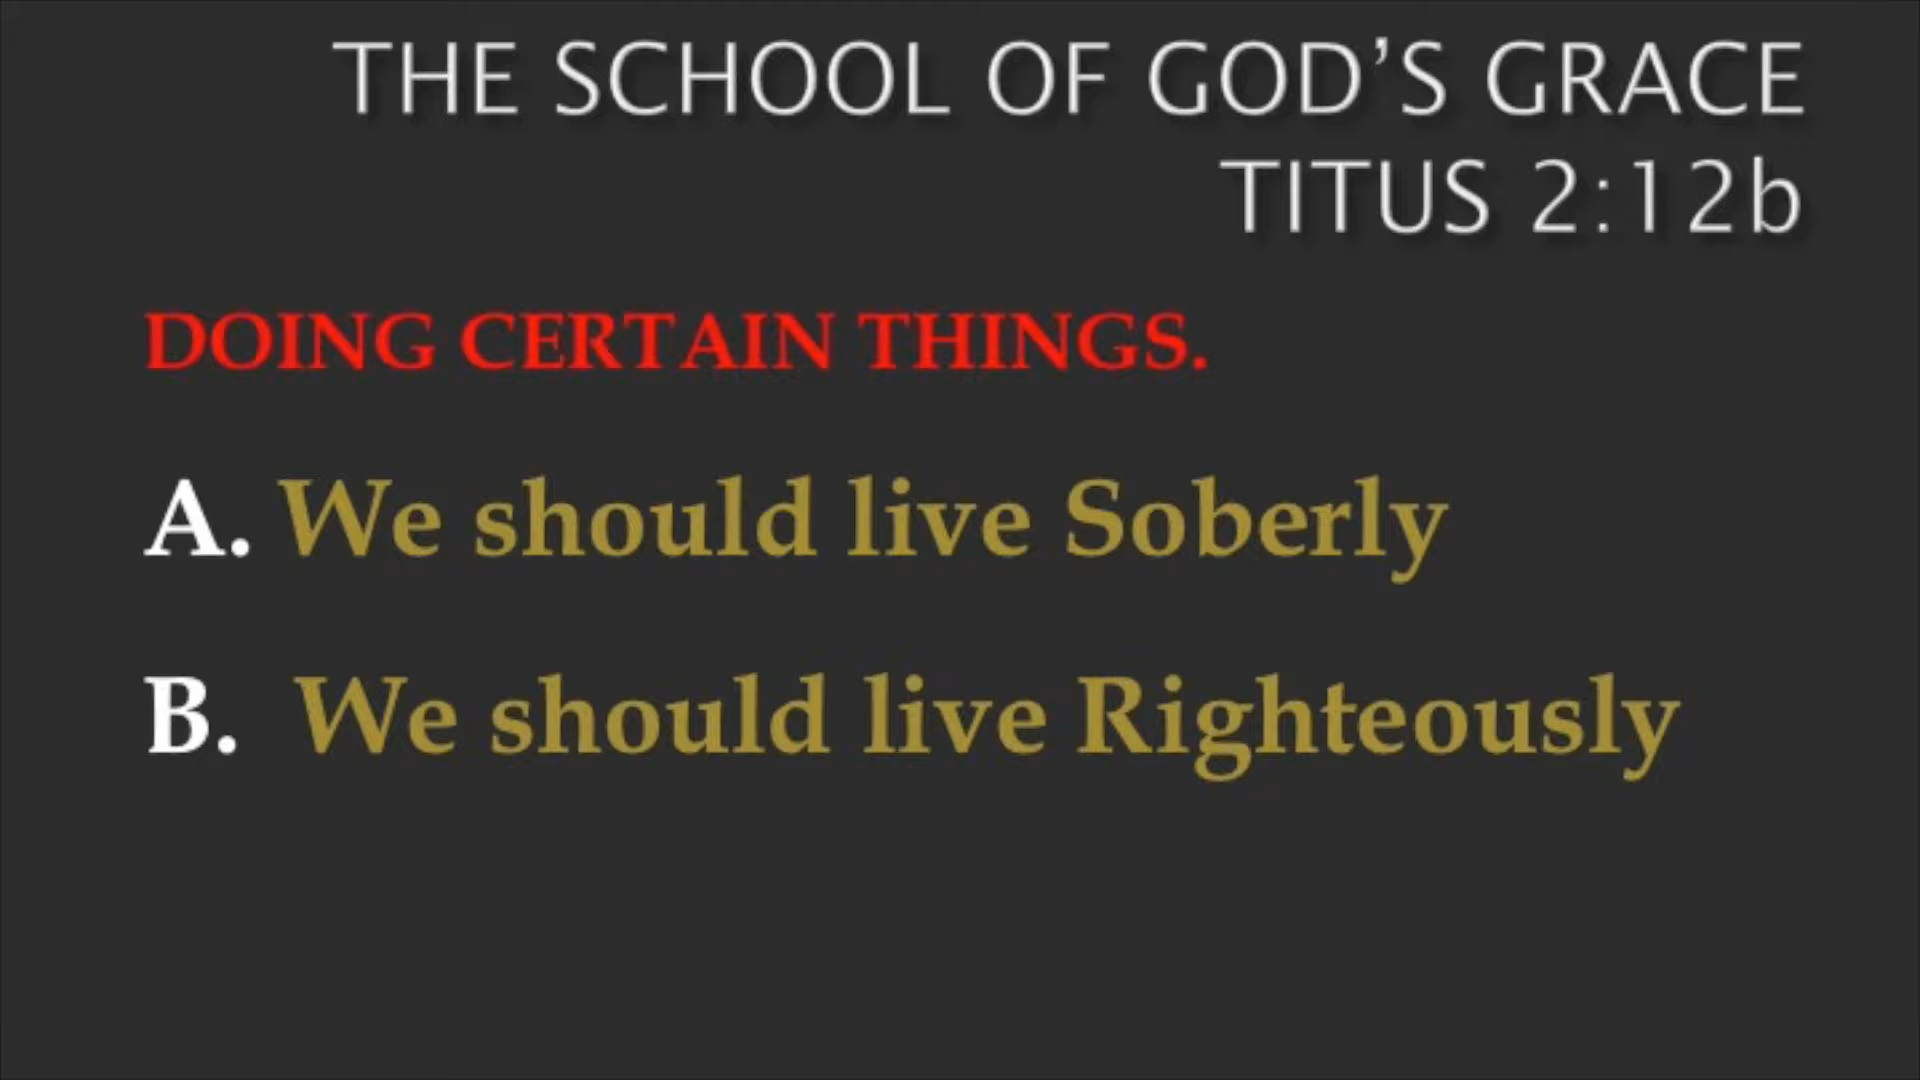 THE SCHOOL OF GOD’S GRACE
TITUS 2:12b
DOING CERTAIN THINGS.
A. We should live Soberly
B. We should live Righteously